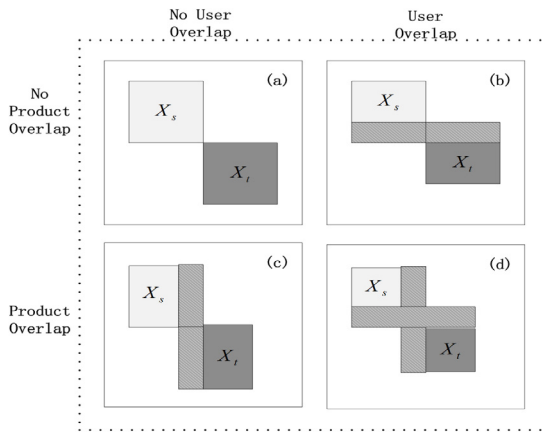 No User
Overlap
User
Overlap
No
Product
Overlap
(a)
X_s
X_t
(b)
X_s
X_t
Product
Overlap
(c)
X_s
X_t
(d)
X_s
X_t